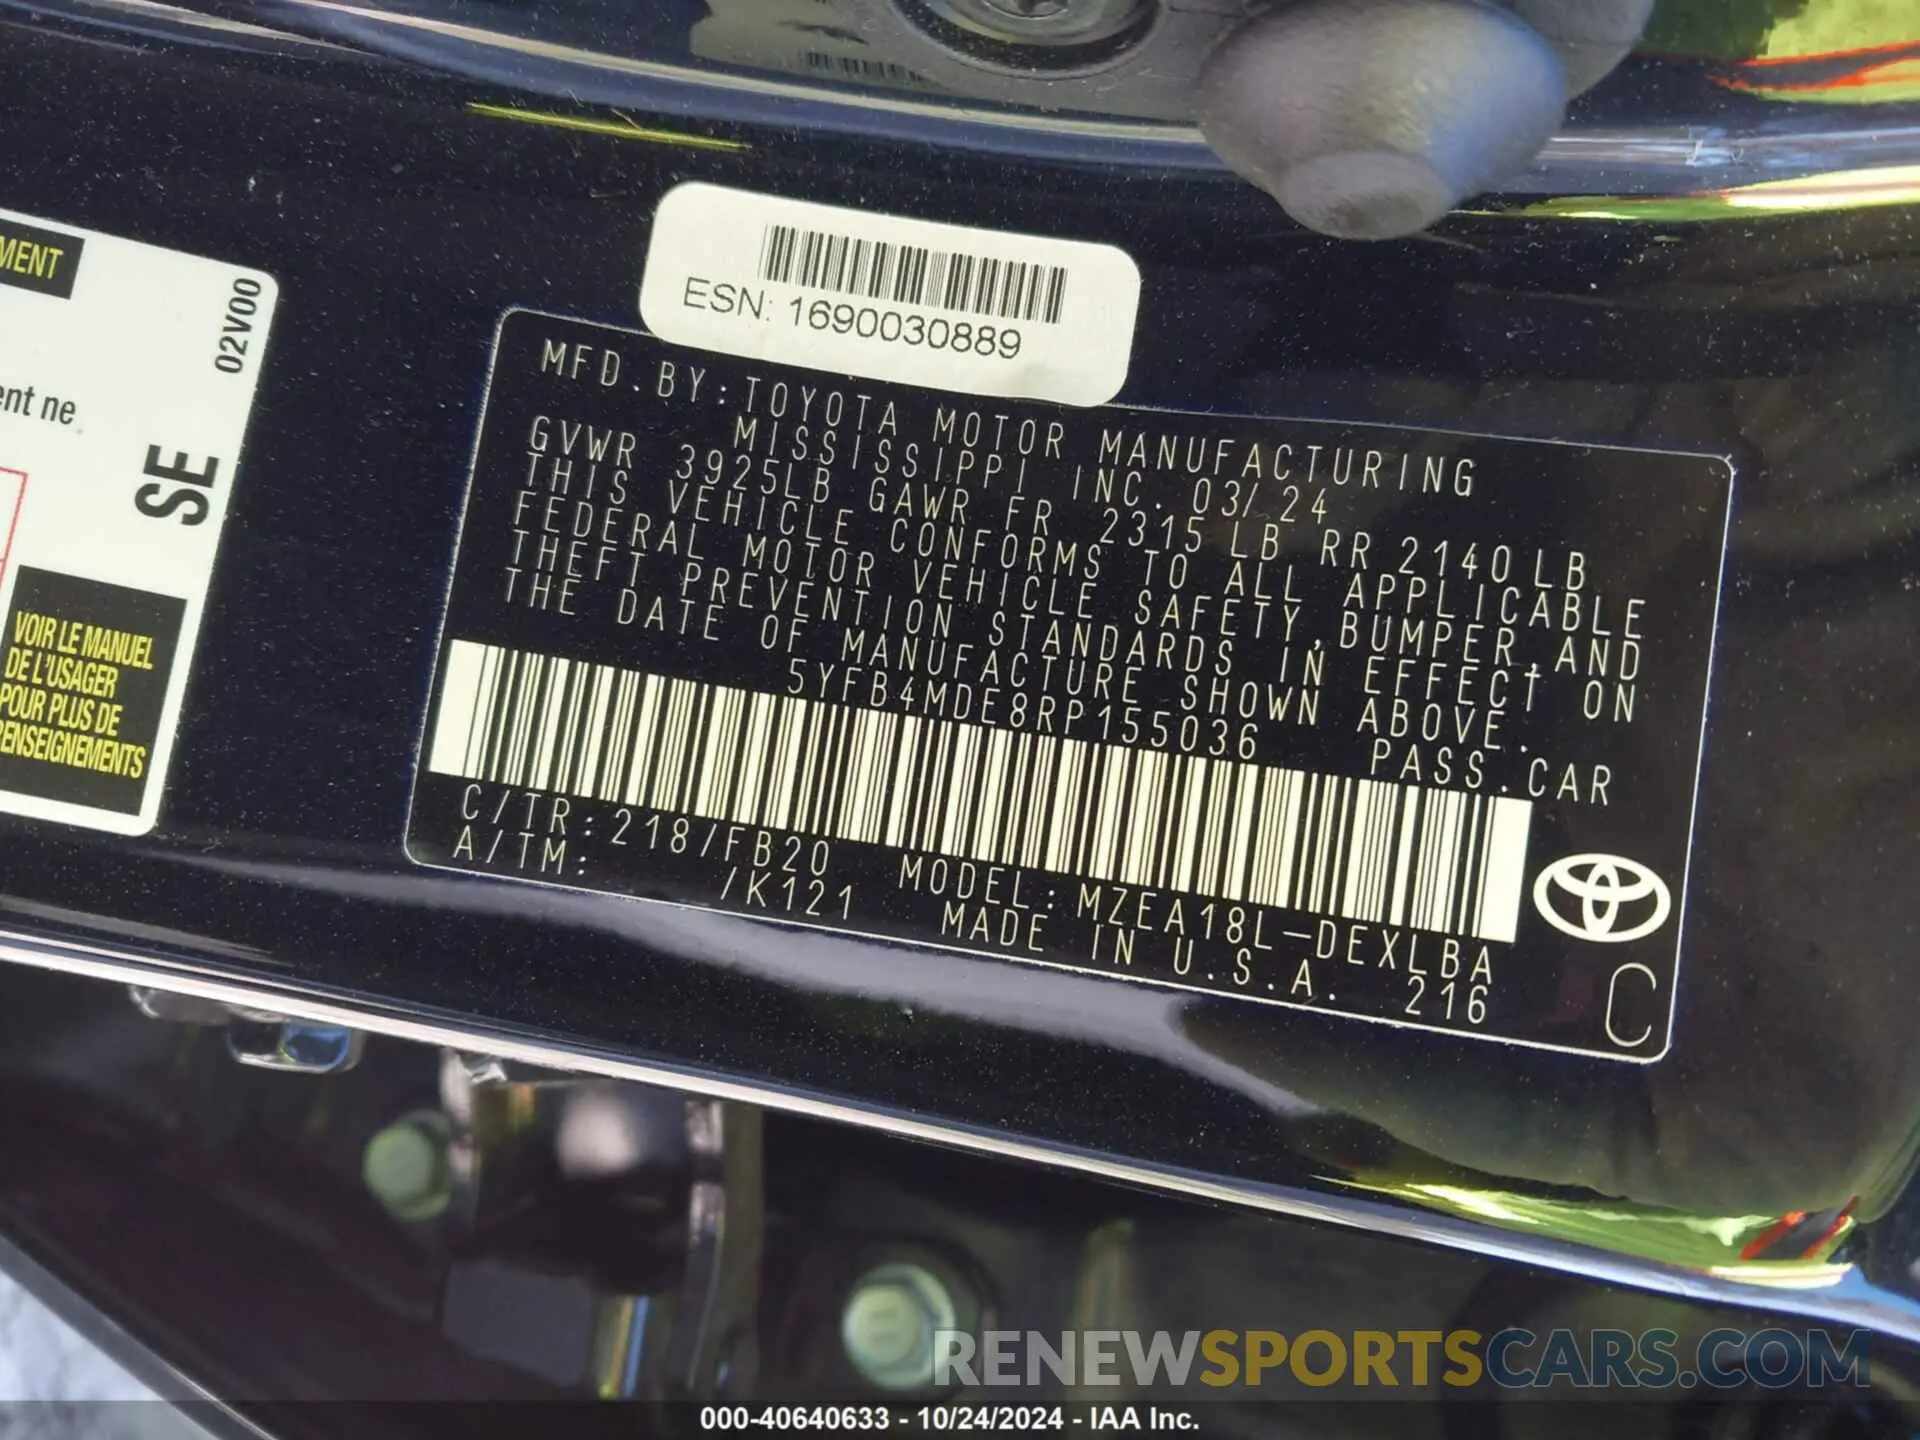 MENT
02V00
ent ne
SE
VOIR LE MANUEL
DE L'USAGER
POUR PLUS DE
ENSEIGNEMENTS
ESN: 1690030889
MFD.BY:TOYOTA MOTOR MANUFACTURING
MISSISSIPPI INC. 03/24
GVWR 3925LB GAWR FR 2315LB RR 2140LB
THIS VEHICLE CONFORMS TO ALL APPLICABLE
FEDERAL MOTOR VEHICLE SAFETY,BUMPER,AND
THEFT PREVENTION STANDARDS IN EFFECT ON
THE DATE OF MANUFACTURE SHOWN ABOVE.
5YFB4MDE8RP155036 PASS.CAR
C/TR:218/FB20 MODEL:MZEA18L-DEXLBA
A/TM: /K121 MADE IN U.S.A. 216
C
RENEWSPORTSCARS.COM
000-40640633 - 10/24/2024 - IAA Inc.